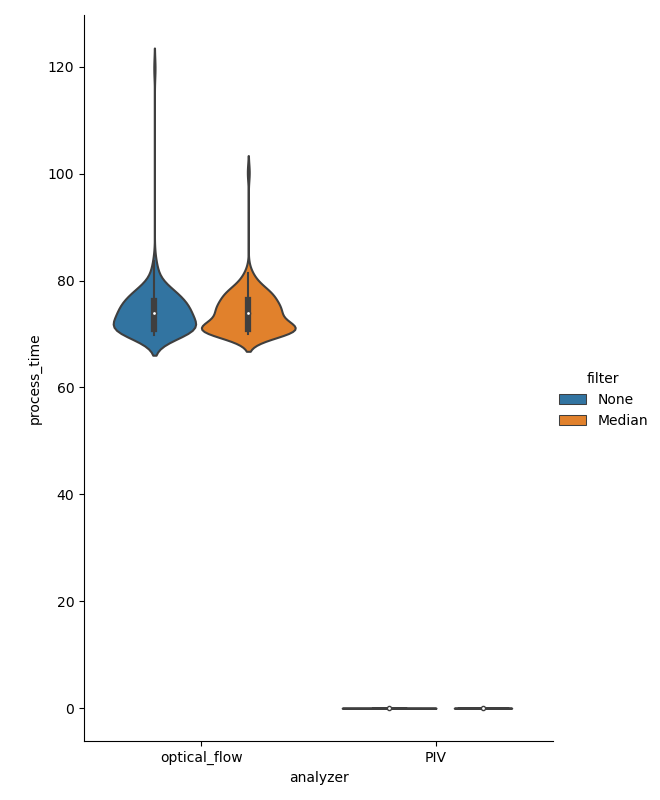 120
100
80
60
40
20
0
process_time
optical_flow
PIV
analyzer
filter
None
Median